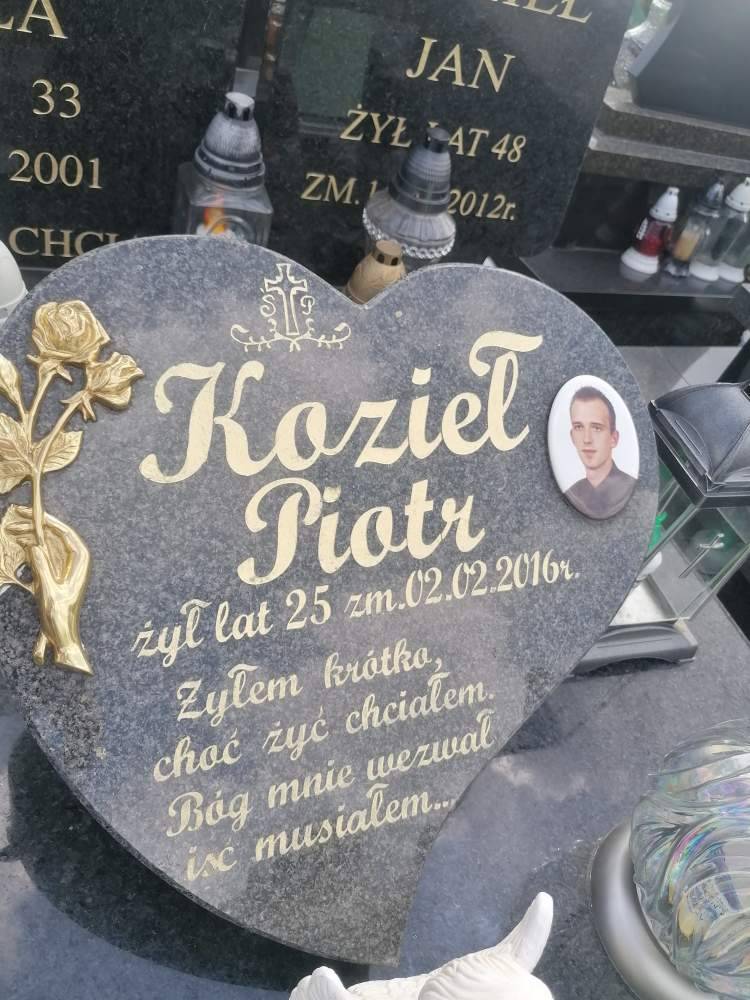 JAN
33
ŻYŁ LAT 48
2001
ZM. 2012r.
Ś P
Kozieł
Piotr
żył lat 25 zm.02.02.2016r.
Żyłem krótko,
choć żyć chciałem.
Bóg mnie wezwał
iść musiałem...